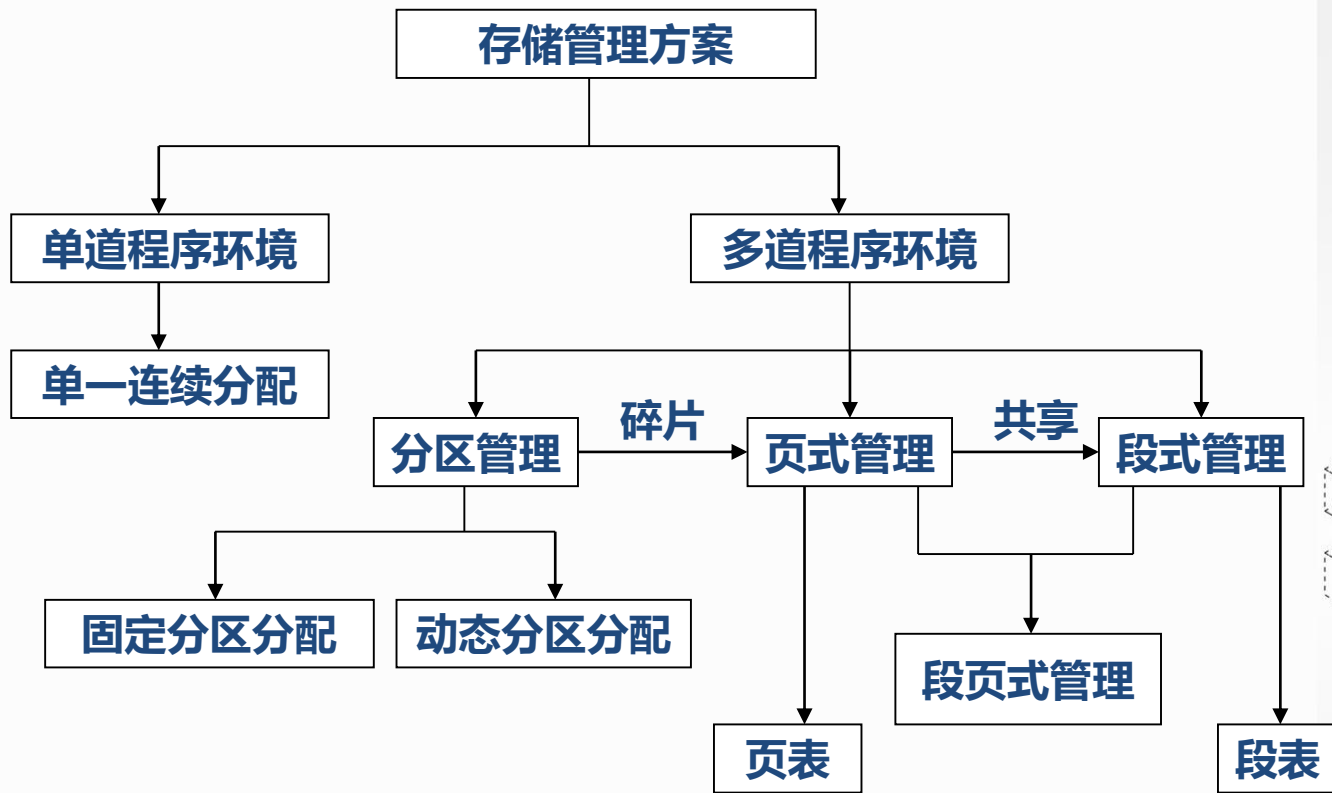 存储管理方案
单道程序环境
多道程序环境
单一连续分配
碎片
共享
分区管理
页式管理
段式管理
固定分区分配
动态分区分配
段页式管理
页表
段表